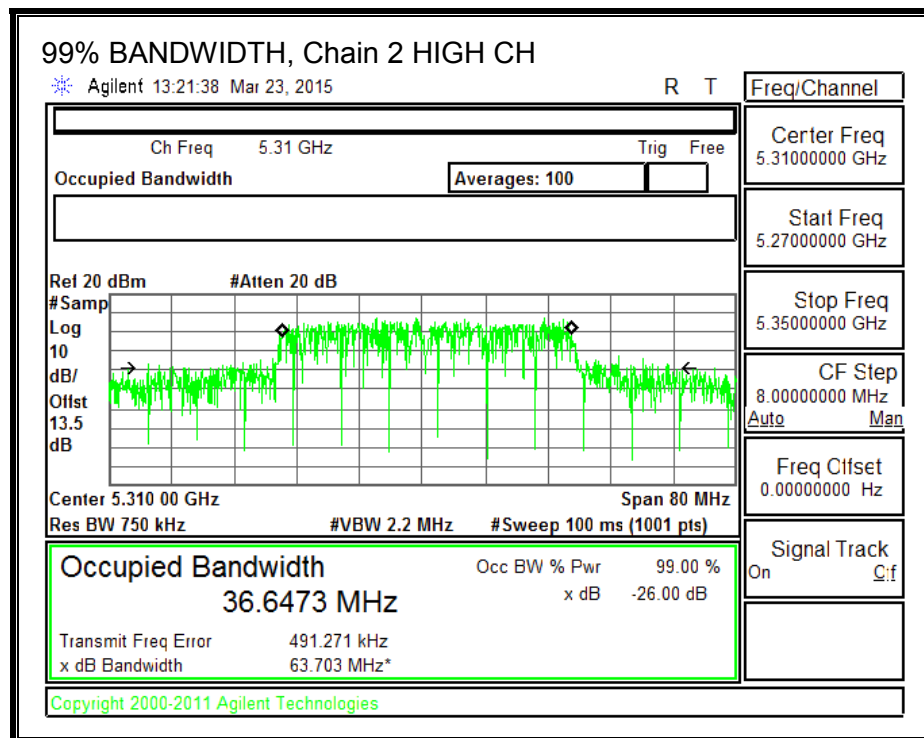 99% BANDWIDTH, Chain 2 HIGH CH
Agilent 13:21:38 Mar 23, 2015 R T
Freq/Channel
Ch Freq 5.31 GHz Trig Free
Occupied Bandwidth Averages: 100
Center Freq
5.31000000 GHz
Start Freq
5.27000000 GHz
Stop Freq
5.35000000 GHz
CF Step
8.00000000 MHz
Auto Man
Freq Offset
0.00000000 Hz
Signal Track
On Off
Ref 20 dBm #Atten 20 dB
#Samp
Log
10
dB/
Offst
13.5
dB
Center 5.310 00 GHz Span 80 MHz
Res BW 750 kHz #VBW 2.2 MHz #Sweep 100 ms (1001 pts)
Occupied Bandwidth Occ BW % Pwr 99.00 %
36.6473 MHz x dB -26.00 dB
Transmit Freq Error 491.271 kHz
x dB Bandwidth 63.703 MHz*
Copyright 2000-2011 Agilent Technologies